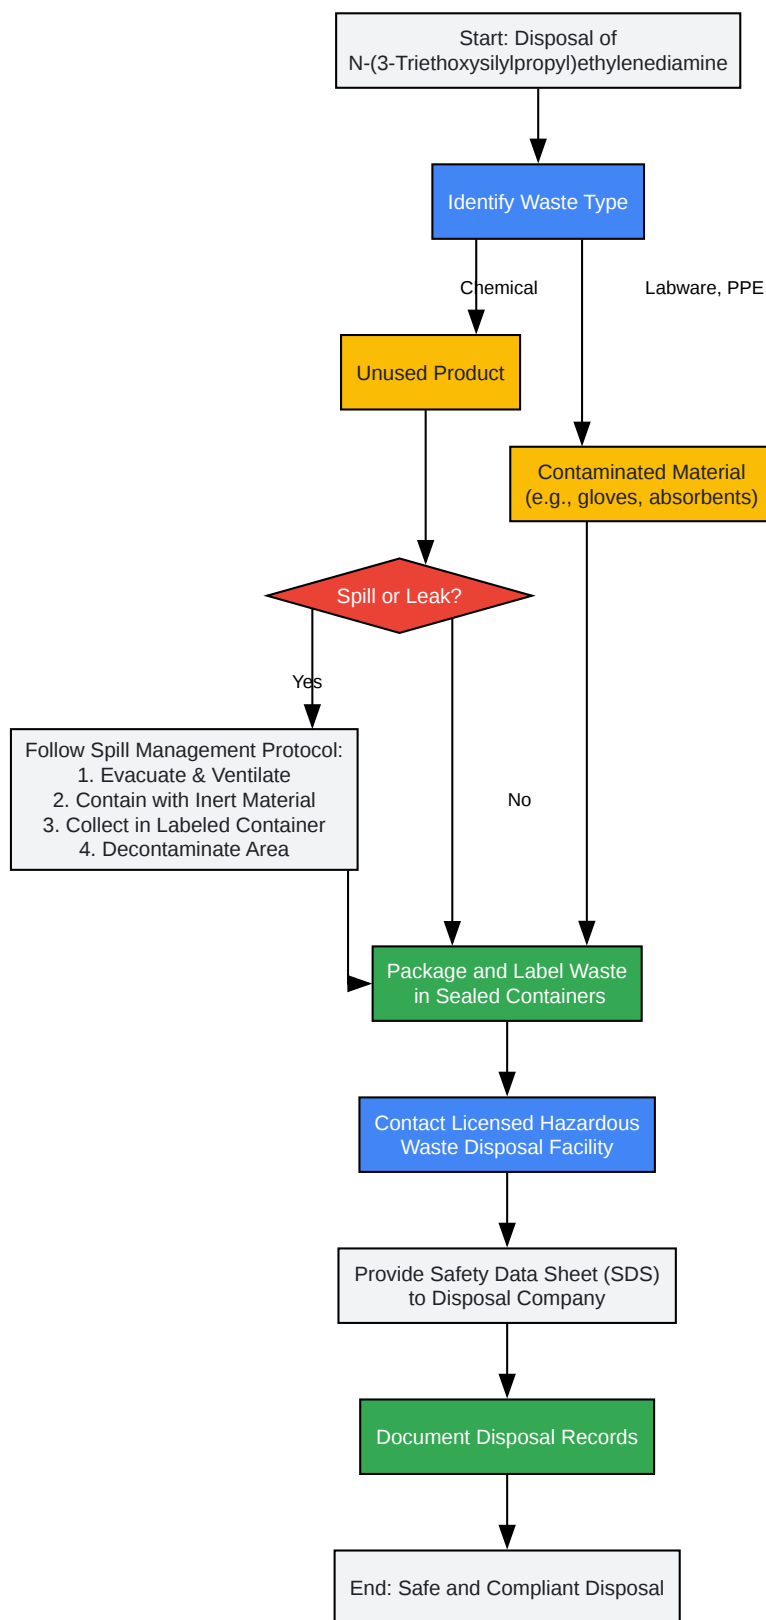 Start: Disposal of
N-(3-Triethoxysilylpropyl)ethylenediamine
Identify Waste Type
Chemical
Labware, PPE
Unused Product
Contaminated Material
(e.g., gloves, absorbents)
Spill or Leak?
Yes
Follow Spill Management Protocol:
1. Evacuate & Ventilate
2. Contain with Inert Material
3. Collect in Labeled Container
4. Decontaminate Area
No
Package and Label Waste
in Sealed Containers
Contact Licensed Hazardous
Waste Disposal Facility
Provide Safety Data Sheet (SDS)
to Disposal Company
Document Disposal Records
End: Safe and Compliant Disposal